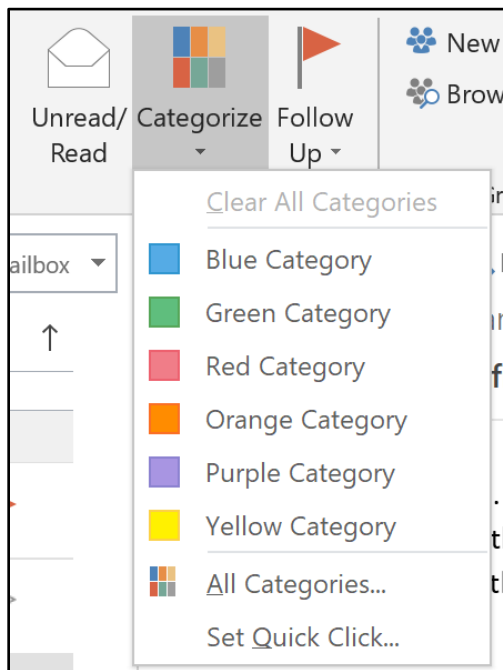 Unread/
Read
Categorize
Follow
Up
New
Brow
ailbox
Clear All Categories
Blue Category
Green Category
Red Category
Orange Category
Purple Category
Yellow Category
All Categories...
Set Quick Click...